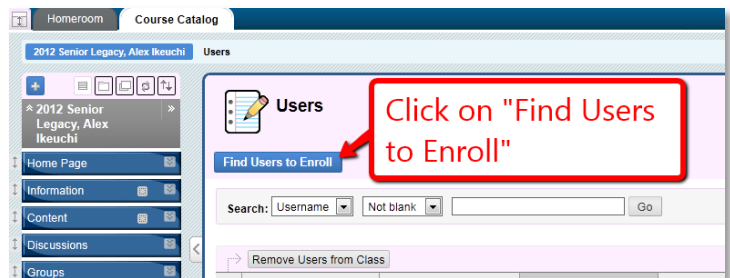 Homeroom
Course Catalog
2012 Senior Legacy, Alex Ikeuchi
Users
2012 Senior
Legacy, Alex
Ikeuchi
Home Page
Information
Content
Discussions
Groups
Users
Find Users to Enroll
Click on "Find Users
to Enroll"
Search: Username Not blank Go
Remove Users from Class